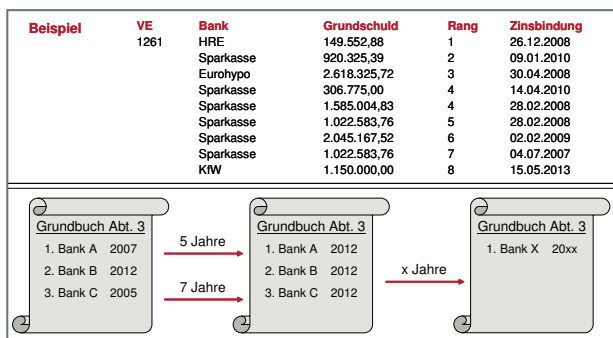 Beispiel VE Bank Grundschuld Rang Zinsbindung
1261 HRE 149.552,88 1 26.12.2008
Sparkasse 920.325,39 2 09.01.2010
Eurohypo 2.618.325,72 3 30.04.2008
Sparkasse 306.775,00 4 14.04.2010
Sparkasse 1.585.004,83 4 28.02.2008
Sparkasse 1.022.583,76 5 28.02.2008
Sparkasse 2.045.167,52 6 02.02.2009
Sparkasse 1.022.583,76 7 04.07.2007
KfW 1.150.000,00 8 15.05.2013
Grundbuch Abt. 3
1. Bank A 2007
2. Bank B 2012
3. Bank C 2005
5 Jahre
7 Jahre
Grundbuch Abt. 3
1. Bank A 2012
2. Bank B 2012
3. Bank C 2012
x Jahre
Grundbuch Abt. 3
1. Bank X 20xx